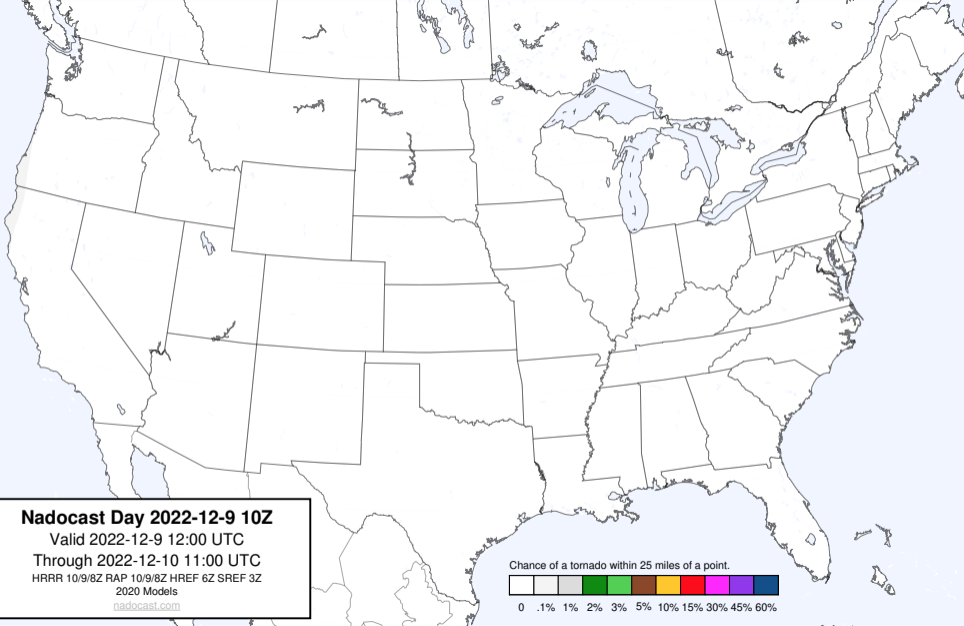 Nadocast Day 2022-12-9 10Z
Valid 2022-12-9 12:00 UTC
Through 2022-12-10 11:00 UTC
HRRR 10/9/8Z RAP 10/9/8Z HREF 6Z SREF 3Z
2020 Models
nadocast.com
Chance of a tornado within 25 miles of a point.
0 .1% 1% 2% 3% 5% 10% 15% 30% 45% 60%